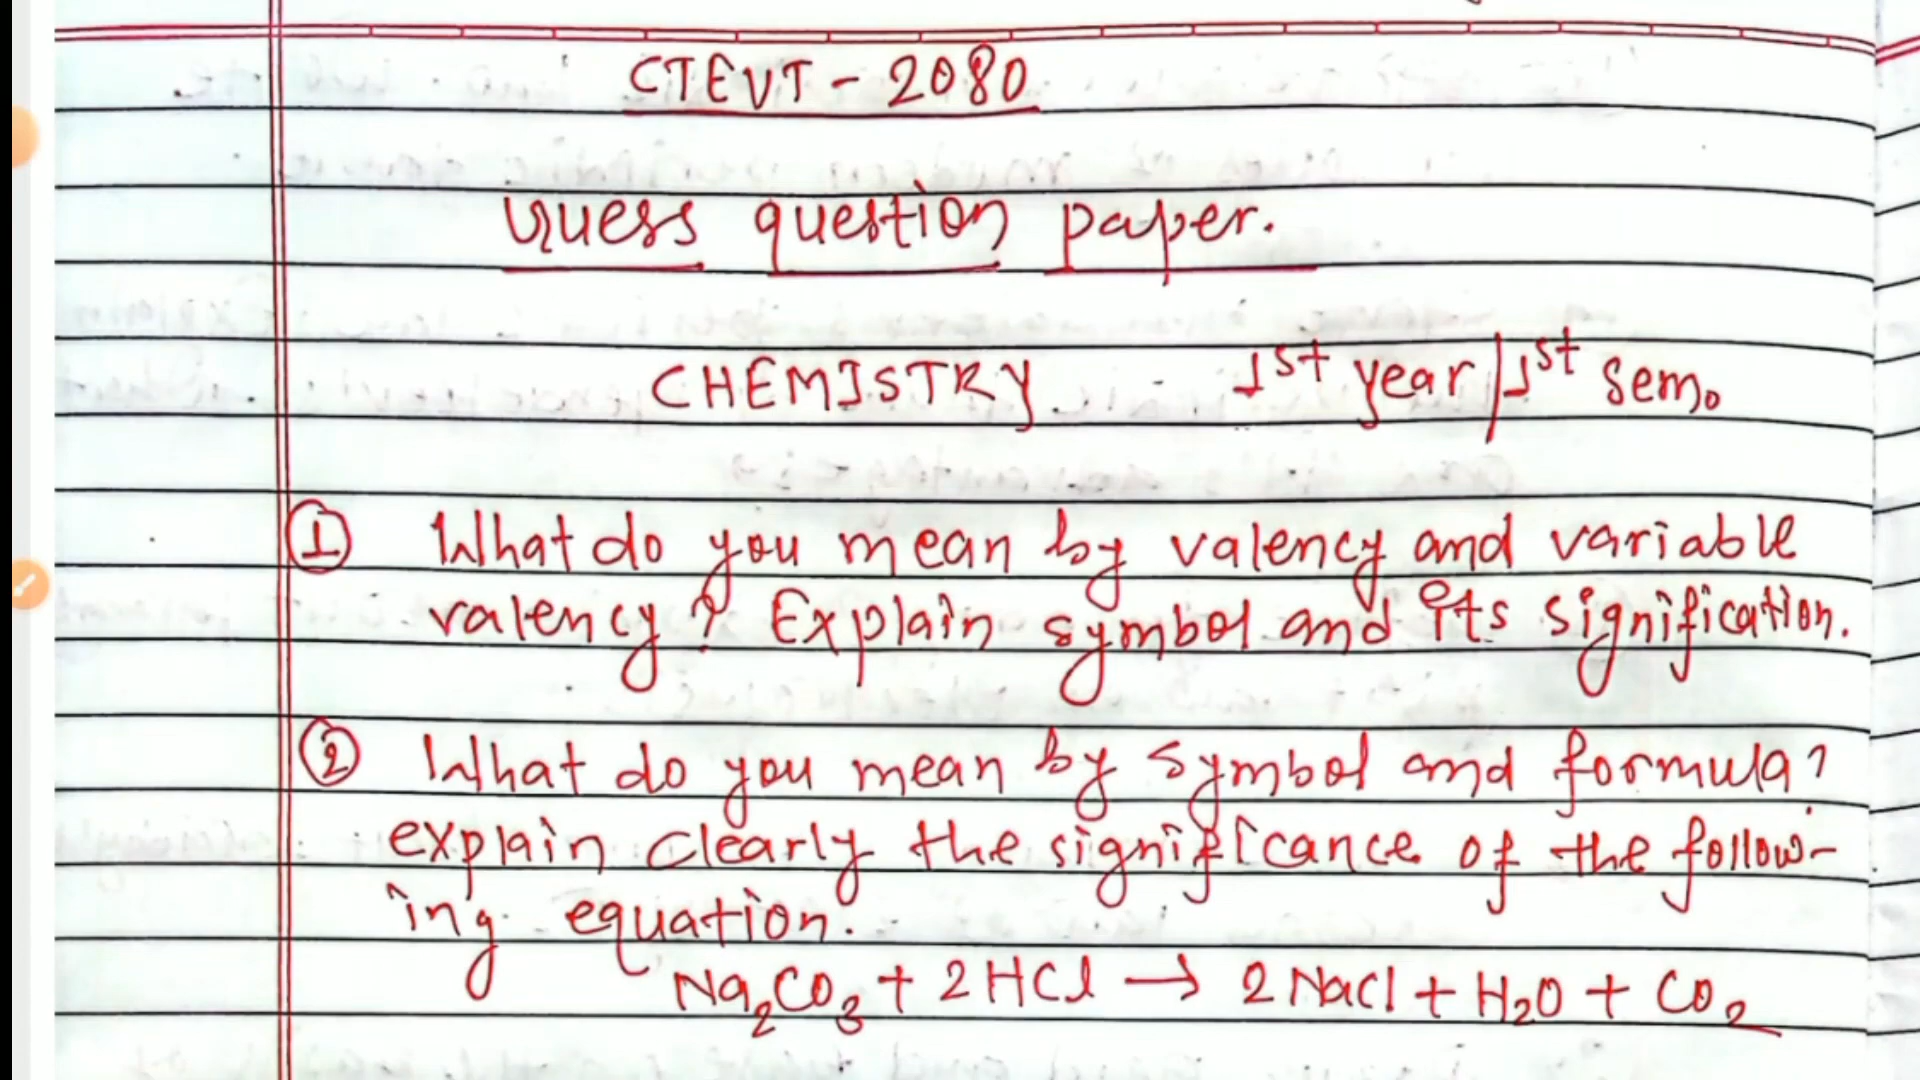 CTEVT - 2080
Guess question paper.
CHEMISTRY 1st year/1st sem.
① What do you mean by valency and variable
valency? Explain symbol and its signification.
② What do you mean by symbol and formula?
explain clearly the significance of the follow-
ing equation.
Na₂CO₃ + 2HCl → 2NaCl + H₂O + CO₂